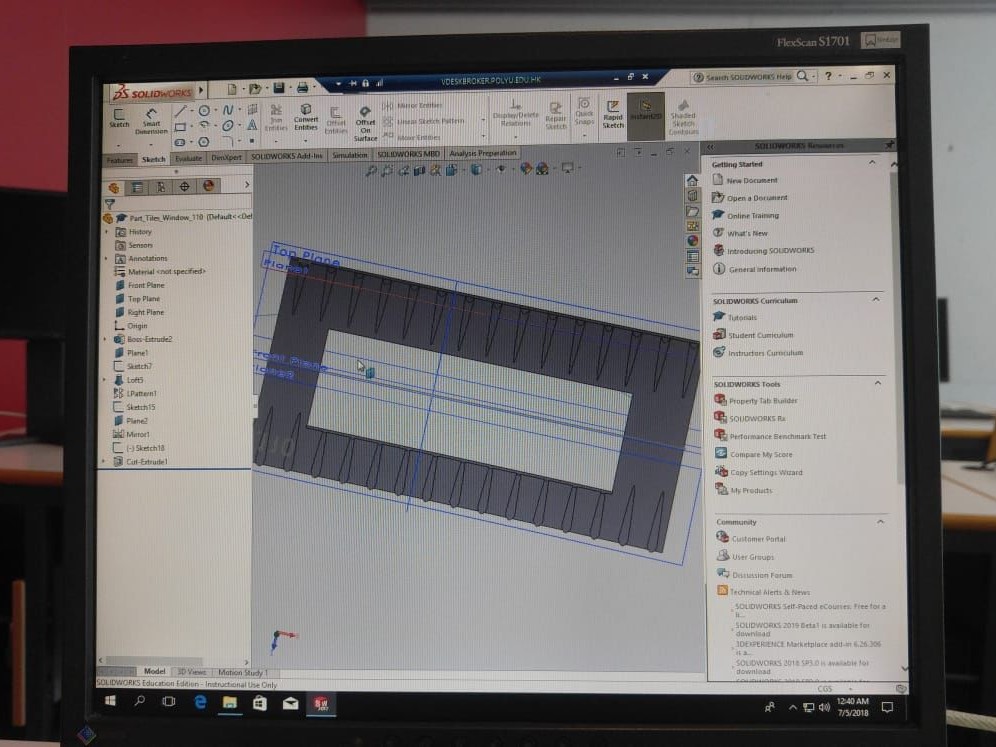 FlexScan S1701
SOLIDWORKS
VDESKBROKER.POLYU.EDU.HK
Search SOLIDWORKS Help
?
Sketch
Smart Dimension
Trim Entities
Convert Entities
Offset Entities
Offset On Surface
Mirror Entities
Linear Sketch Pattern
Move Entities
Display/Delete Relations
Repair Sketch
Quick Snaps
Rapid Sketch
Instant2D
Shaded Sketch Contours
Features
Sketch
Evaluate
DimXpert
SOLIDWORKS Add-Ins
Simulation
SOLIDWORKS MBD
Analysis Preparation
Part_Tiles_Window_110 (Default<<Def
History
Sensors
Annotations
Material <not specified>
Front Plane
Top Plane
Right Plane
Origin
Boss-Extrude2
Plane1
Sketch7
Loft5
LPattern1
Sketch15
Plane2
Mirror1
(-) Sketch18
Cut-Extrude1
Top Plane
Plane1
Front Plane
Plane2
SOLIDWORKS Resources
Getting Started
New Document
Open a Document
Online Training
What's New
Introducing SOLIDWORKS
General Information
SOLIDWORKS Curriculum
Tutorials
Student Curriculum
Instructors Curriculum
SOLIDWORKS Tools
Property Tab Builder
SOLIDWORKS Rx
Performance Benchmark Test
Compare My Score
Copy Settings Wizard
My Products
Community
Customer Portal
User Groups
Discussion Forum
Technical Alerts & News
SOLIDWORKS Self-Paced eCourses: Free for a
li...
SOLIDWORKS 2019 Beta1 is available for
download
3DEXPERIENCE Marketplace add-in 6.26.306
is a...
SOLIDWORKS 2018 SP3.0 is available for
download
Model
3D Views
Motion Study 1
SOLIDWORKS Education Edition - Instructional Use Only
CGS
12:40 AM
7/5/2018